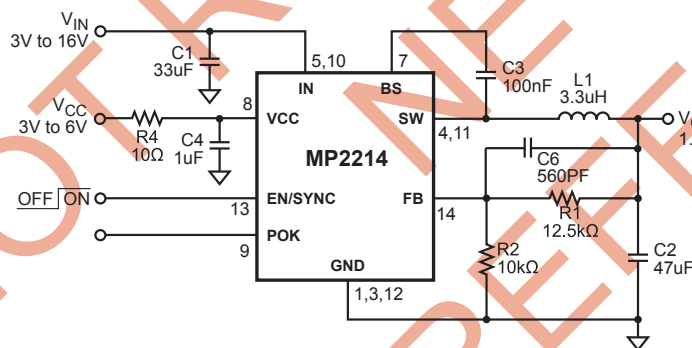 VIN
3V to 16V
C1
33uF
5,10
IN
7
BS
C3
100nF
L1
3.3uH
VCC
3V to 6V
R4
10Ω
C4
1uF
8
VCC
SW
4,11
MP2214
C6
560PF
OFF ON
13
EN/SYNC
FB
14
R1
12.5kΩ
9
POK
R2
10kΩ
C2
47uF
GND
1,3,12